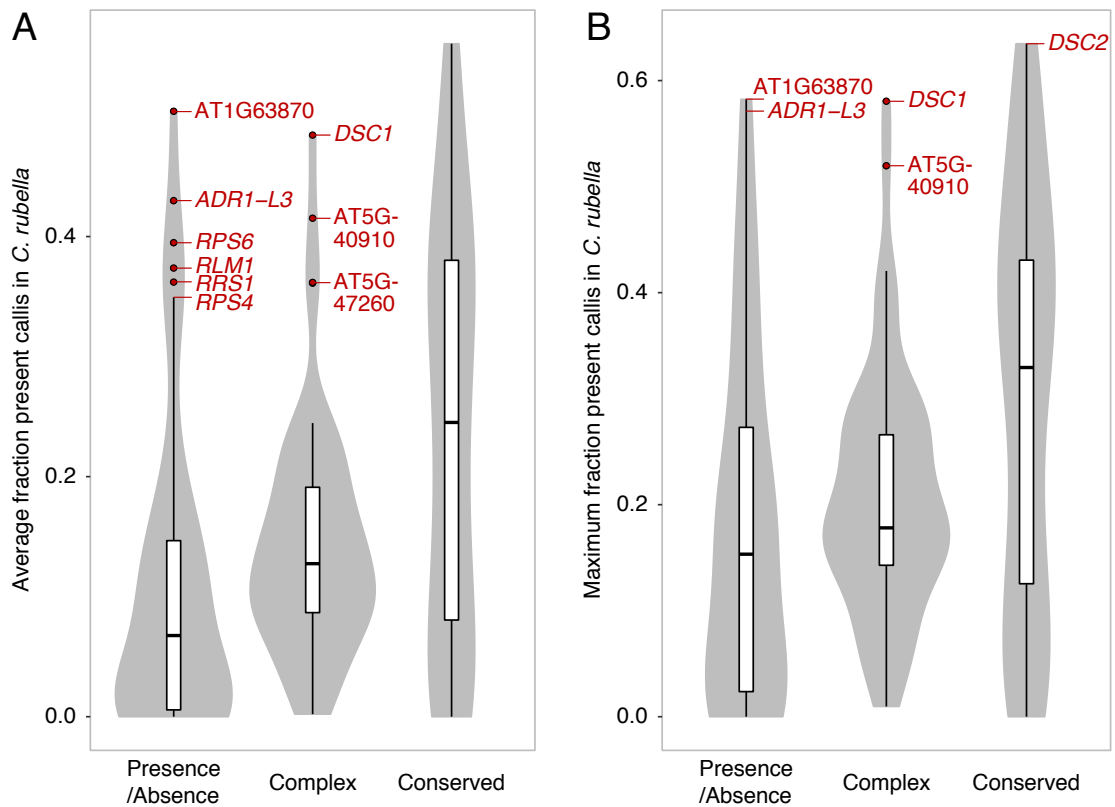 A
Average fraction present callis in C. rubella
0.4
0.2
0.0
AT1G63870
ADR1–L3
RPS6
RLM1
RRS1
RPS4
DSC1
AT5G-
40910
AT5G-
47260
Presence
/Absence
Complex
Conserved
B
Maximum fraction present callis in C. rubella
0.6
0.4
0.2
0.0
AT1G63870
ADR1–L3
DSC1
AT5G-
40910
DSC2
Presence
/Absence
Complex
Conserved